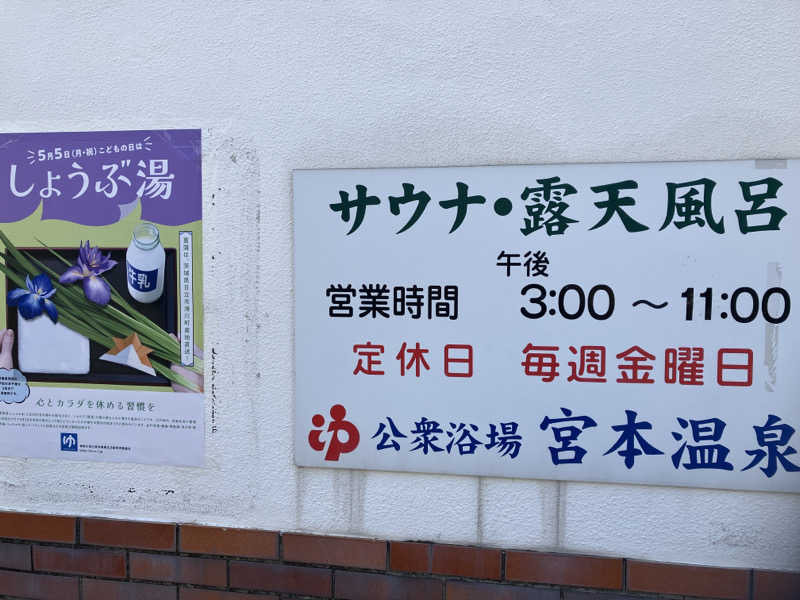 5月5日(月・祝)こどもの日は
しょうぶ湯
牛乳
心とカラダを休める習慣を
ゆ
サウナ・露天風呂
午後
営業時間 3:00～11:00
定休日 毎週金曜日
ゆ 公衆浴場 宮本温泉